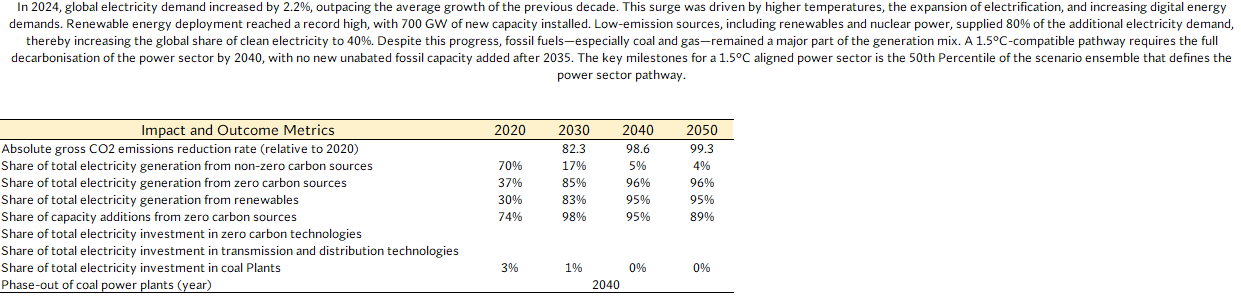 In 2024, global electricity demand increased by 2.2%, outpacing the average growth of the previous decade. This surge was driven by higher temperatures, the expansion of electrification, and increasing digital energy
demands. Renewable energy deployment reached a record high, with 700 GW of new capacity installed. Low-emission sources, including renewables and nuclear power, supplied 80% of the additional electricity demand,
thereby increasing the global share of clean electricity to 40%. Despite this progress, fossil fuels—especially coal and gas—remained a major part of the generation mix. A 1.5°C-compatible pathway requires the full
decarbonisation of the power sector by 2040, with no new unabated fossil capacity added after 2035. The key milestones for a 1.5°C aligned power sector is the 50th Percentile of the scenario ensemble that defines the
power sector pathway.
Impact and Outcome Metrics 2020 2030 2040 2050
Absolute gross CO2 emissions reduction rate (relative to 2020) 82.3 98.6 99.3
Share of total electricity generation from non-zero carbon sources 70% 17% 5% 4%
Share of total electricity generation from zero carbon sources 37% 85% 96% 96%
Share of total electricity generation from renewables 30% 83% 95% 95%
Share of capacity additions from zero carbon sources 74% 98% 95% 89%
Share of total electricity investment in zero carbon technologies
Share of total electricity investment in transmission and distribution technologies
Share of total electricity investment in coal Plants 3% 1% 0% 0%
Phase-out of coal power plants (year) 2040